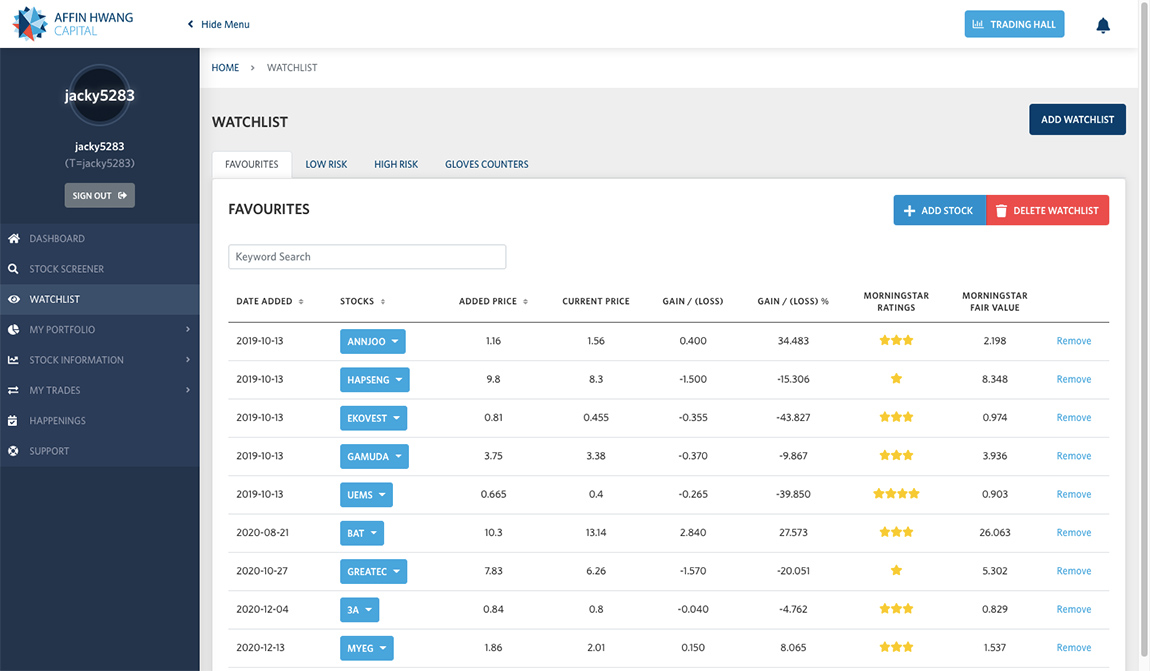 AFFIN HWANG
CAPITAL
Hide Menu
TRADING HALL
jacky5283
jacky5283
(T=jacky5283)
SIGN OUT
DASHBOARD
STOCK SCREENER
WATCHLIST
MY PORTFOLIO
STOCK INFORMATION
MY TRADES
HAPPENINGS
SUPPORT
HOME > WATCHLIST
WATCHLIST
ADD WATCHLIST
FAVOURITES LOW RISK HIGH RISK GLOVES COUNTERS
FAVOURITES
ADD STOCK DELETE WATCHLIST
Keyword Search
DATE ADDED STOCKS ADDED PRICE CURRENT PRICE GAIN / (LOSS) GAIN / (LOSS) % MORNINGSTAR RATINGS MORNINGSTAR FAIR VALUE
2019-10-13 ANNJOO 1.16 1.56 0.400 34.483 2.198 Remove
2019-10-13 HAPSENG 9.8 8.3 -1.500 -15.306 8.348 Remove
2019-10-13 EKOVEST 0.81 0.455 -0.355 -43.827 0.974 Remove
2019-10-13 GAMUDA 3.75 3.38 -0.370 -9.867 3.936 Remove
2019-10-13 UEMS 0.665 0.4 -0.265 -39.850 0.903 Remove
2020-08-21 BAT 10.3 13.14 2.840 27.573 26.063 Remove
2020-10-27 GREATEC 7.83 6.26 -1.570 -20.051 5.302 Remove
2020-12-04 3A 0.84 0.8 -0.040 -4.762 0.829 Remove
2020-12-13 MYEG 1.86 2.01 0.150 8.065 1.537 Remove